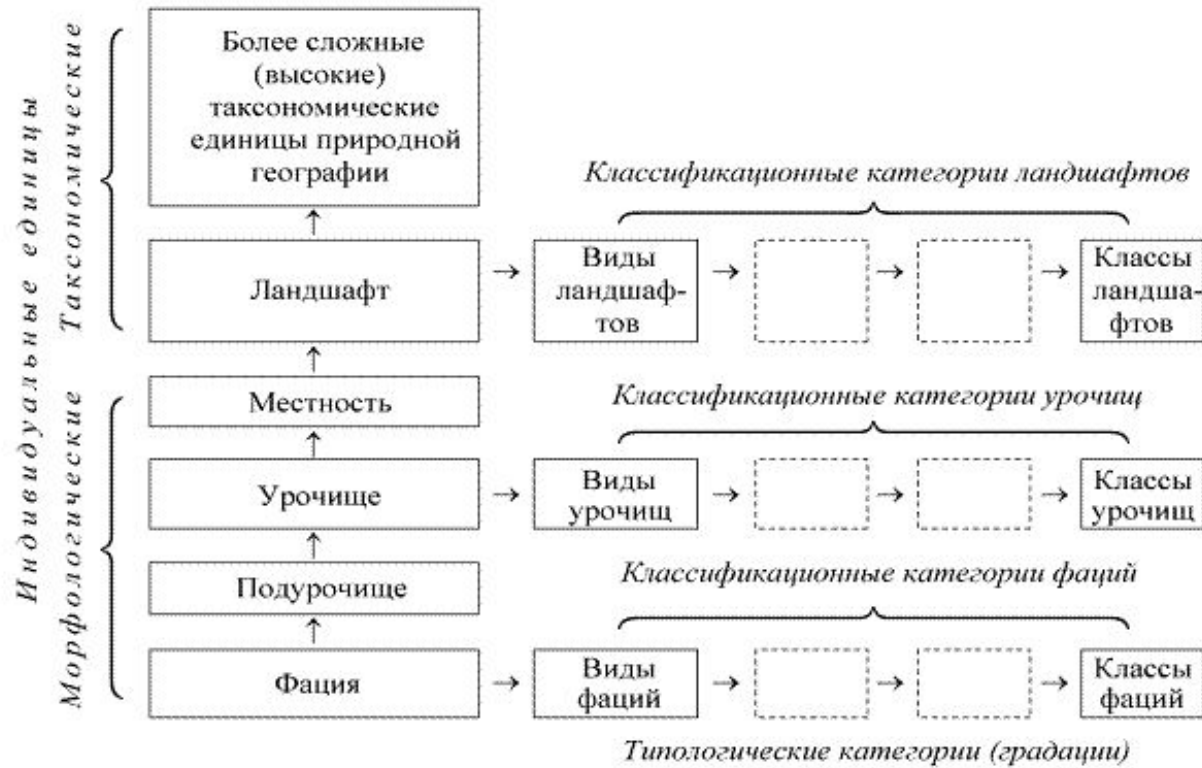 Индивидуальные единицы
Таксономические
Более сложные
(высокие)
таксономические
единицы природной
географии
Классификационные категории ландшафтов
Ландшафт
Виды
ландшаф-
тов
Классы
ландша-
фтов
Морфологические
Местность
Классификационные категории урочищ
Урочище
Виды
урочищ
Классы
урочищ
Подурочище
Классификационные категории фаций
Фация
Виды
фаций
Классы
фаций
Типологические категории (градации)